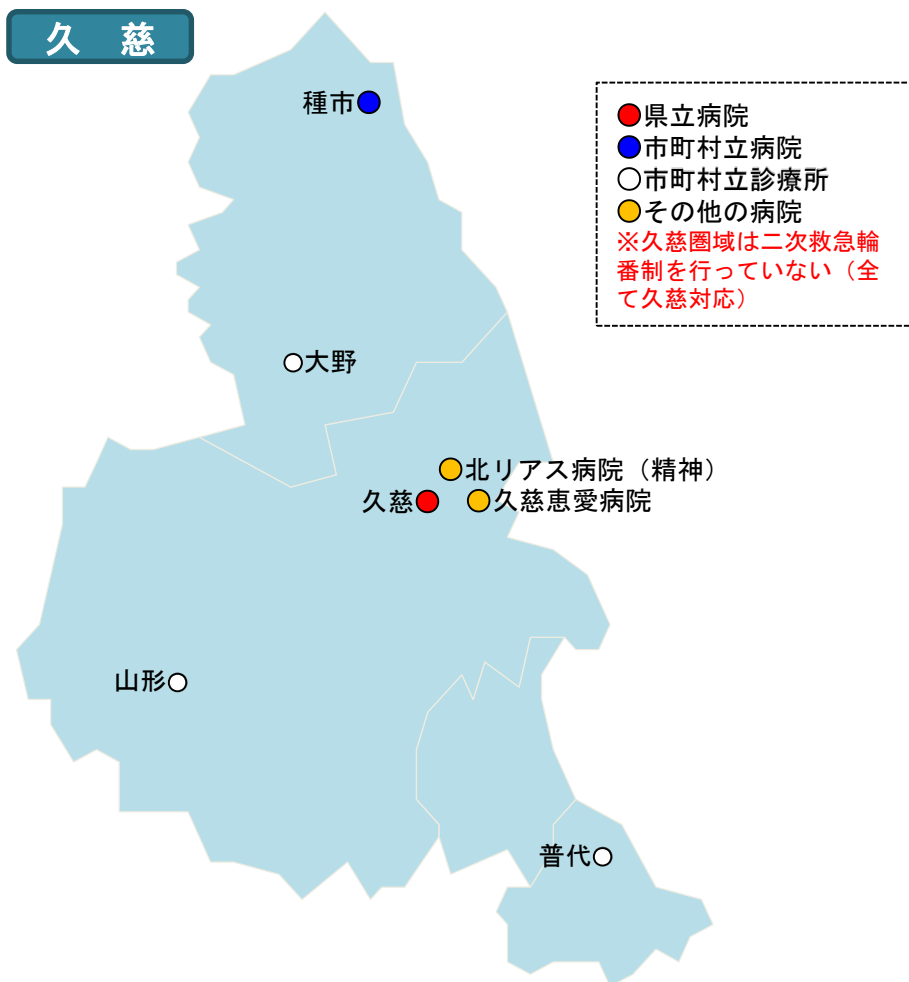 久 慈
種市
県立病院
市町村立病院
市町村立診療所
その他の病院
※久慈圏域は二次救急輪
番制を行っていない（全
て久慈対応）
大野
北リアス病院（精神）
久慈
久慈恵愛病院
山形
普代